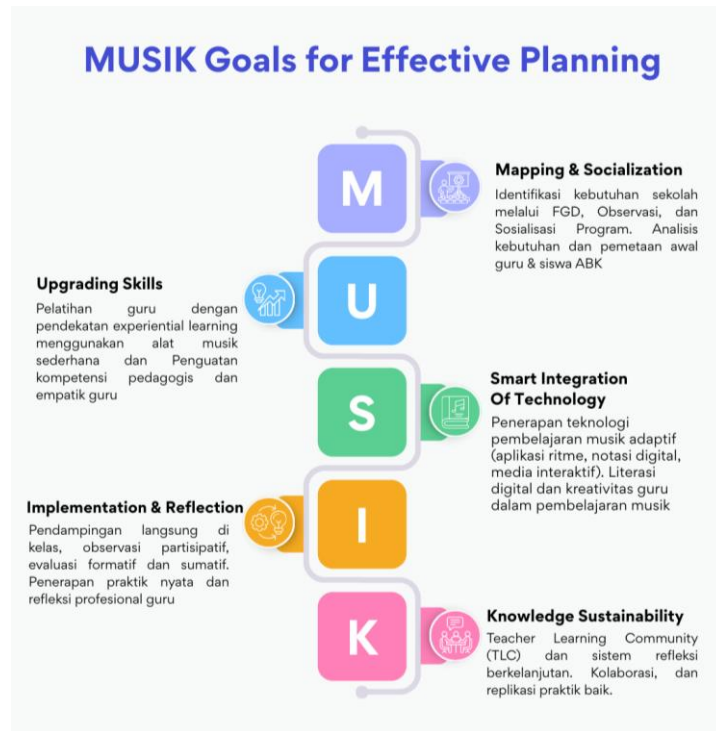 MUSIK Goals for Effective Planning
M
Mapping & Socialization
Identifikasi kebutuhan sekolah
melalui FGD, Observasi, dan
Sosialisasi Program. Analisis
kebutuhan dan pemetaan awal
guru & siswa ABK
Upgrading Skills
Pelatihan guru dengan
pendekatan experiential learning
menggunakan alat musik
sederhana dan Penguatan
kompetensi pedagogis dan
empatik guru
U
S
Smart Integration
Of Technology
Penerapan teknologi
pembelajaran musik adaptif
(aplikasi ritme, notasi digital,
media interaktif). Literasi
digital dan kreativitas guru
dalam pembelajaran musik
Implementation & Reflection
Pendampingan langsung di
kelas, observasi partisipatif,
evaluasi formatif dan sumatif.
Penerapan praktik nyata dan
refleksi profesional guru
I
K
Knowledge Sustainability
Teacher Learning Community
(TLC) dan sistem refleksi
berkelanjutan. Kolaborasi, dan
replikasi praktik baik.